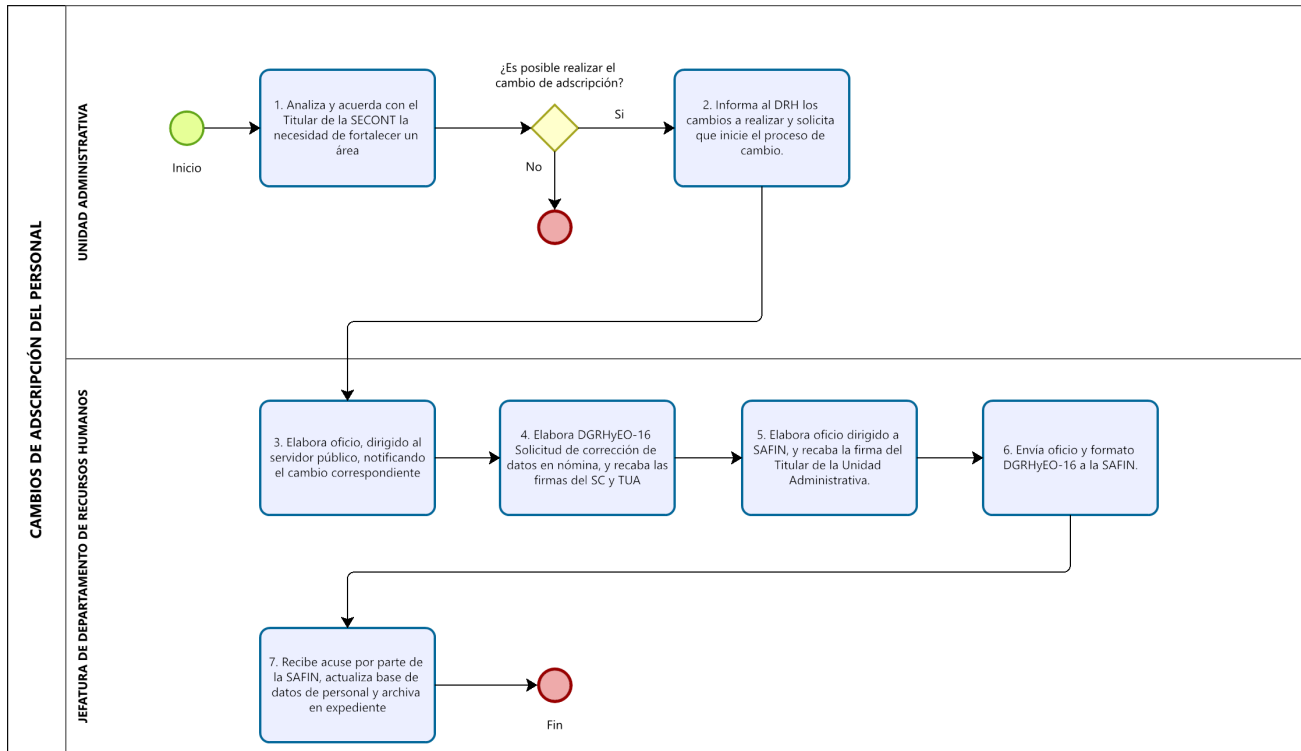 CAMBIOS DE ADSCRIPCIÓN DEL PERSONAL
UNIDAD ADMINISTRATIVA
Inicio
1. Analiza y acuerda con el
Titular de la SECONT la
necesidad de fortalecer un
área
¿Es posible realizar el
cambio de adscripción?
Si
No
2. Informa al DRH los
cambios a realizar y solicita
que inicie el proceso de
cambio.
JEFATURA DE DEPARTAMENTO DE RECURSOS HUMANOS
3. Elabora oficio, dirigido al
servidor público, notificando
el cambio correspondiente
4. Elabora DGRHyEO-16
Solicitud de corrección de
datos en nómina, y recaba las
firmas del SC y TUA
5. Elabora oficio dirigido a
SAFIN, y recaba la firma del
Titular de la Unidad
Administrativa.
6. Envía oficio y formato
DGRHyEO-16 a la SAFIN.
7. Recibe acuse por parte de
la SAFIN, actualiza base de
datos de personal y archiva
en expediente
Fin